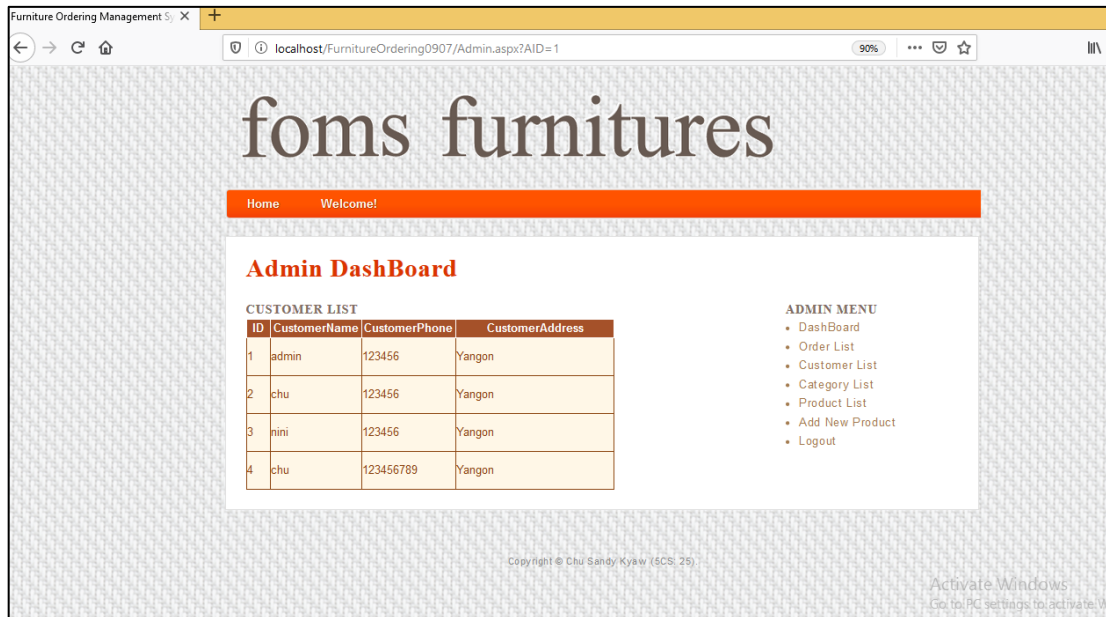 Furniture Ordering Management Sy
localhost/FurnitureOrdering0907/Admin.aspx?AID=1
90%
foms furnitures
Home Welcome!
Admin DashBoard
CUSTOMER LIST
ID CustomerName CustomerPhone CustomerAddress
1 admin 123456 Yangon
2 chu 123456 Yangon
3 nini 123456 Yangon
4 chu 123456789 Yangon
ADMIN MENU
• DashBoard
• Order List
• Customer List
• Category List
• Product List
• Add New Product
• Logout
Copyright © Chu Sandy Kyaw (5CS: 25).
Activate Windows
Go to PC settings to activate W